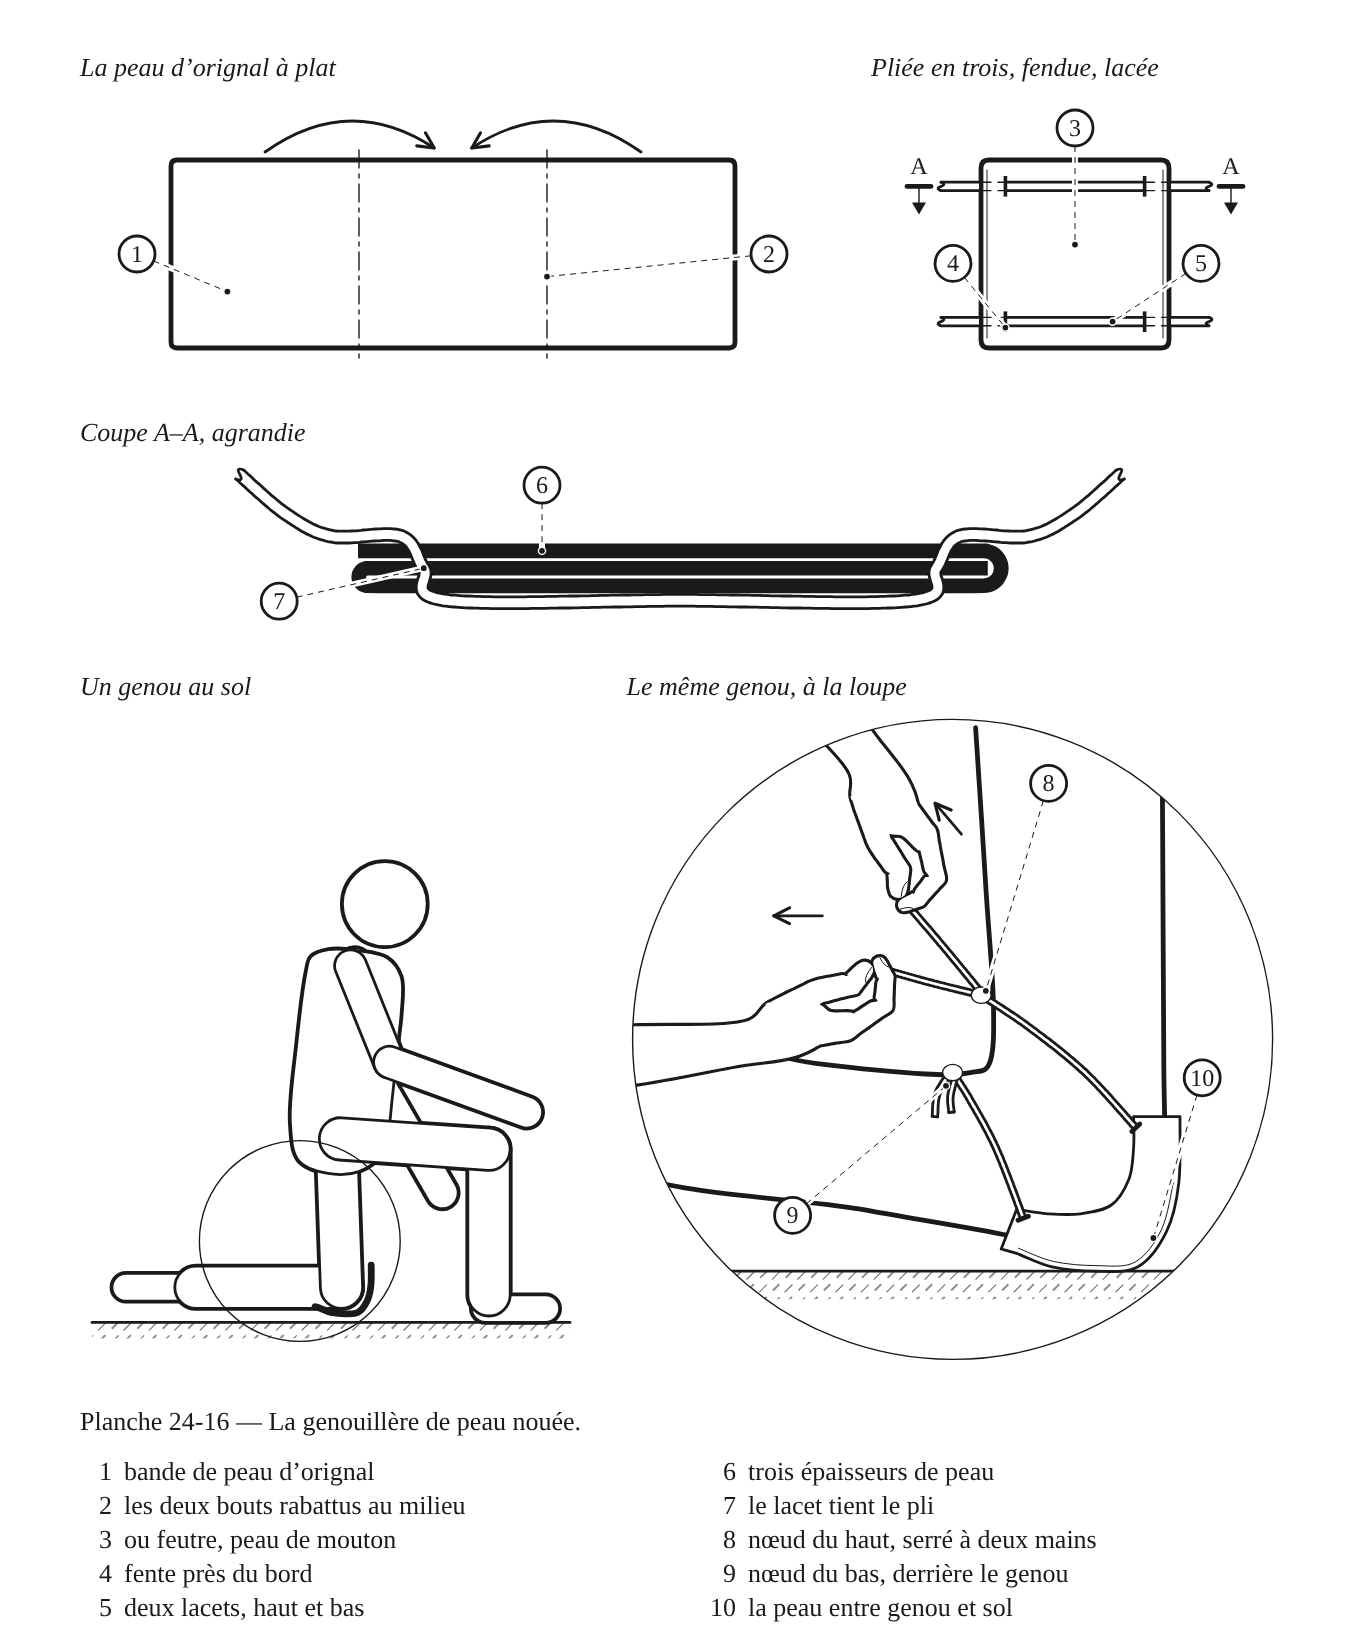 La peau d’orignal à plat
Pliée en trois, fendue, lacée
3
A
A
1
2
4
5
Coupe A–A, agrandie
6
7
Un genou au sol
Le même genou, à la loupe
8
10
9
Planche 24-16 — La genouillère de peau nouée.
1 bande de peau d’orignal
2 les deux bouts rabattus au milieu
3 ou feutre, peau de mouton
4 fente près du bord
5 deux lacets, haut et bas
6 trois épaisseurs de peau
7 le lacet tient le pli
8 nœud du haut, serré à deux mains
9 nœud du bas, derrière le genou
10 la peau entre genou et sol